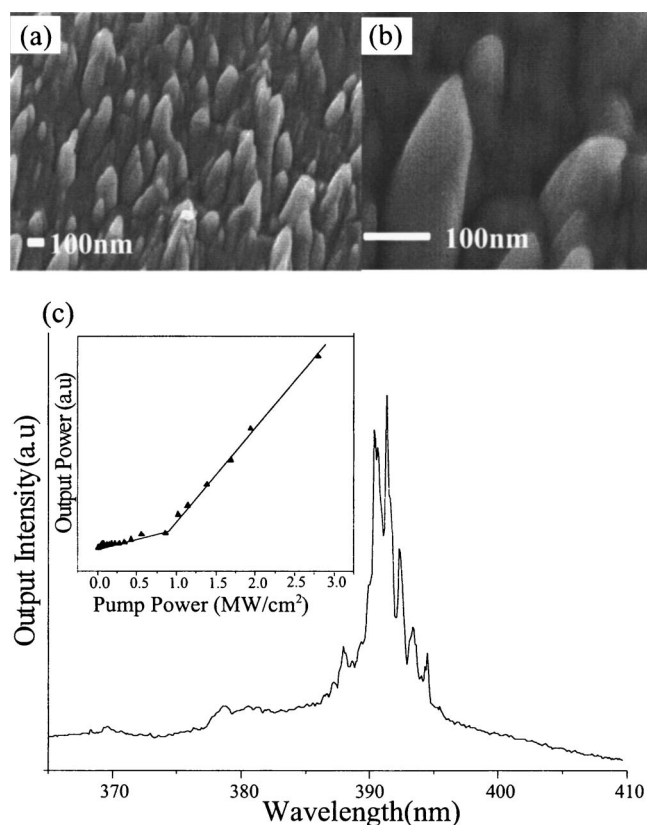 (a)
(b)
100nm
100nm
(c)
Output Intensity(a.u)
Output Power (a.u)
0.0 0.5 1.0 1.5 2.0 2.5 3.0
Pump Power (MW/cm²)
370 380 390 400 410
Wavelength(nm)